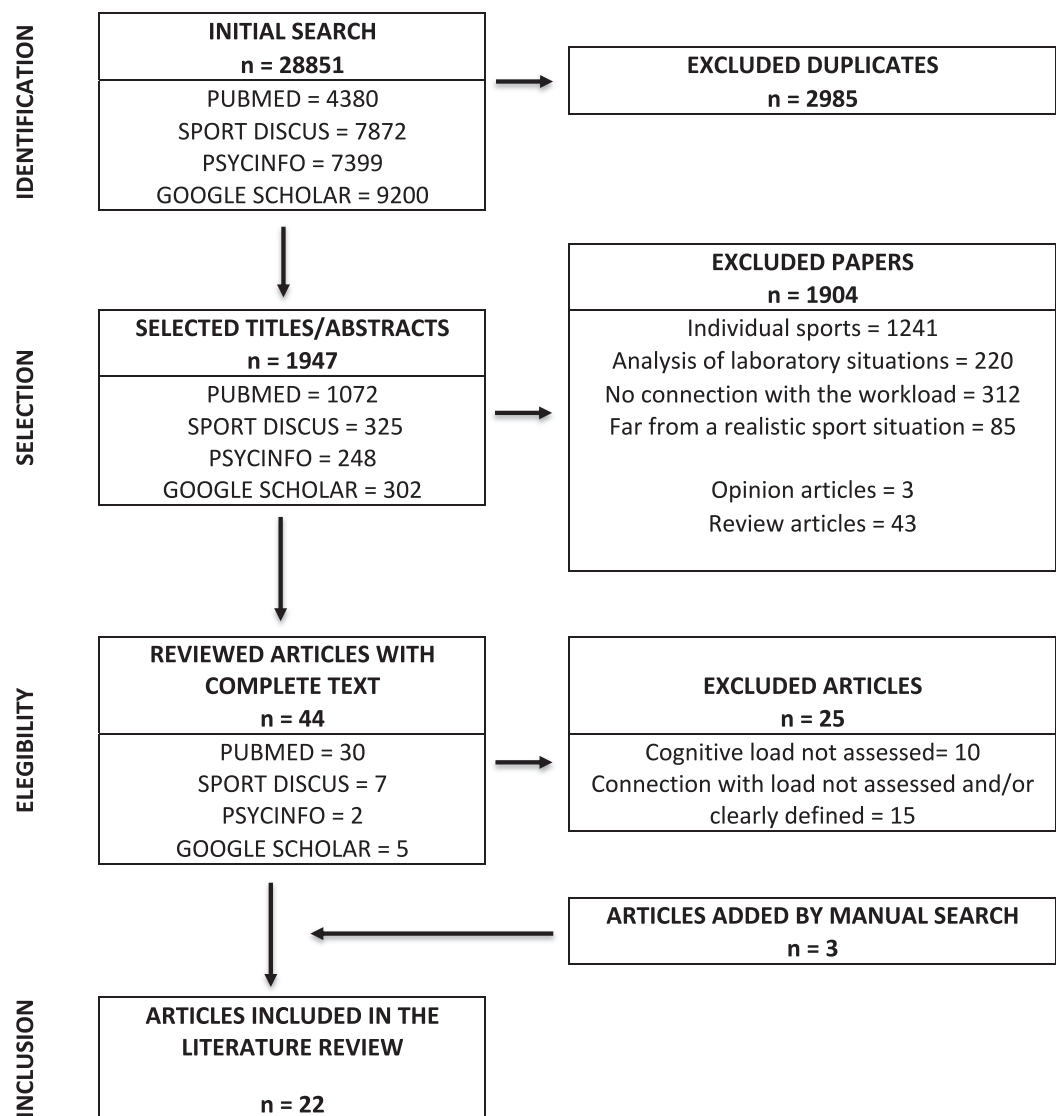 IDENTIFICATION
INITIAL SEARCH
n = 28851
PUBMED = 4380
SPORT DISCUS = 7872
PSYCINFO = 7399
GOOGLE SCHOLAR = 9200
EXCLUDED DUPLICATES
n = 2985
SELECTION
SELECTED TITLES/ABSTRACTS
n = 1947
PUBMED = 1072
SPORT DISCUS = 325
PSYCINFO = 248
GOOGLE SCHOLAR = 302
EXCLUDED PAPERS
n = 1904
Individual sports = 1241
Analysis of laboratory situations = 220
No connection with the workload = 312
Far from a realistic sport situation = 85
Opinion articles = 3
Review articles = 43
ELEGIBILITY
REVIEWED ARTICLES WITH
COMPLETE TEXT
n = 44
PUBMED = 30
SPORT DISCUS = 7
PSYCINFO = 2
GOOGLE SCHOLAR = 5
EXCLUDED ARTICLES
n = 25
Cognitive load not assessed= 10
Connection with load not assessed and/or
clearly defined = 15
ARTICLES ADDED BY MANUAL SEARCH
n = 3
INCLUSION
ARTICLES INCLUDED IN THE
LITERATURE REVIEW
n = 22